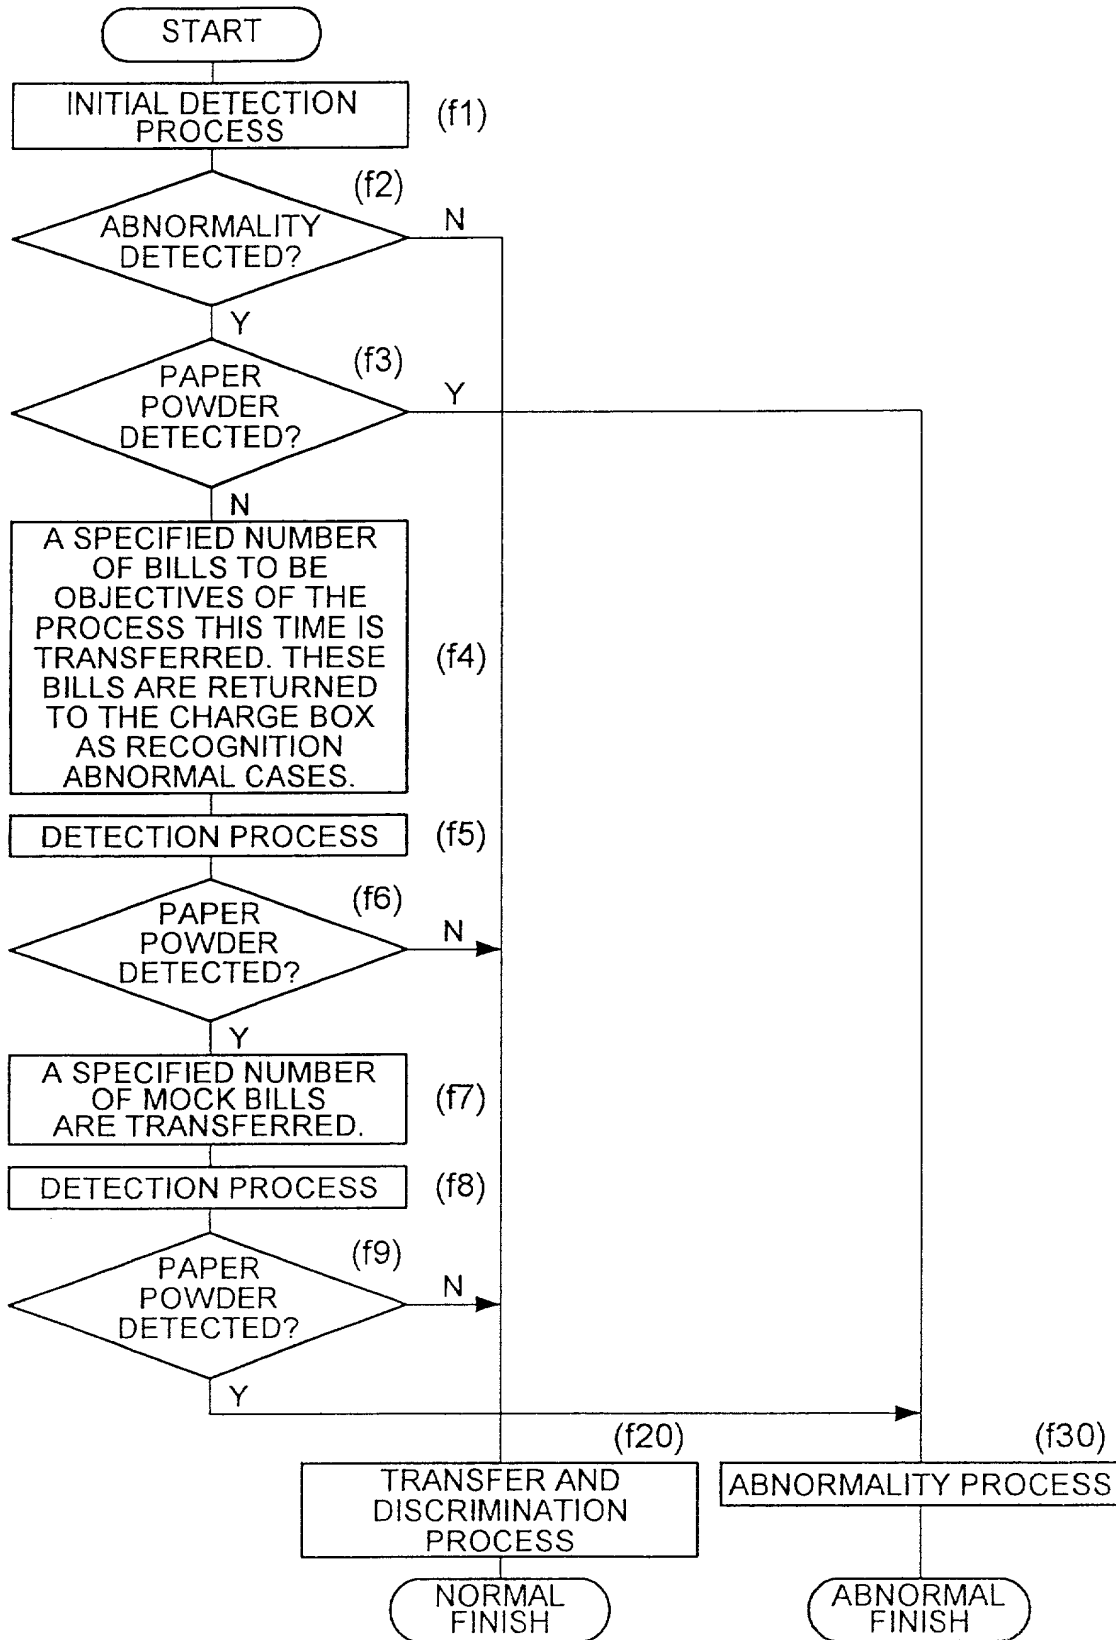 START
INITIAL DETECTION
PROCESS
(f1)
(f2)
ABNORMALITY
DETECTED?
N
Y
(f3)
PAPER
POWDER
DETECTED?
Y
N
A SPECIFIED NUMBER
OF BILLS TO BE
OBJECTIVES OF THE
PROCESS THIS TIME IS
TRANSFERRED. THESE
BILLS ARE RETURNED
TO THE CHARGE BOX
AS RECOGNITION
ABNORMAL CASES.
(f4)
DETECTION PROCESS
(f5)
(f6)
PAPER
POWDER
DETECTED?
N
Y
A SPECIFIED NUMBER
OF MOCK BILLS
ARE TRANSFERRED.
(f7)
DETECTION PROCESS
(f8)
(f9)
PAPER
POWDER
DETECTED?
N
Y
(f20)
TRANSFER AND
DISCRIMINATION
PROCESS
(f30)
ABNORMALITY PROCESS
NORMAL
FINISH
ABNORMAL
FINISH